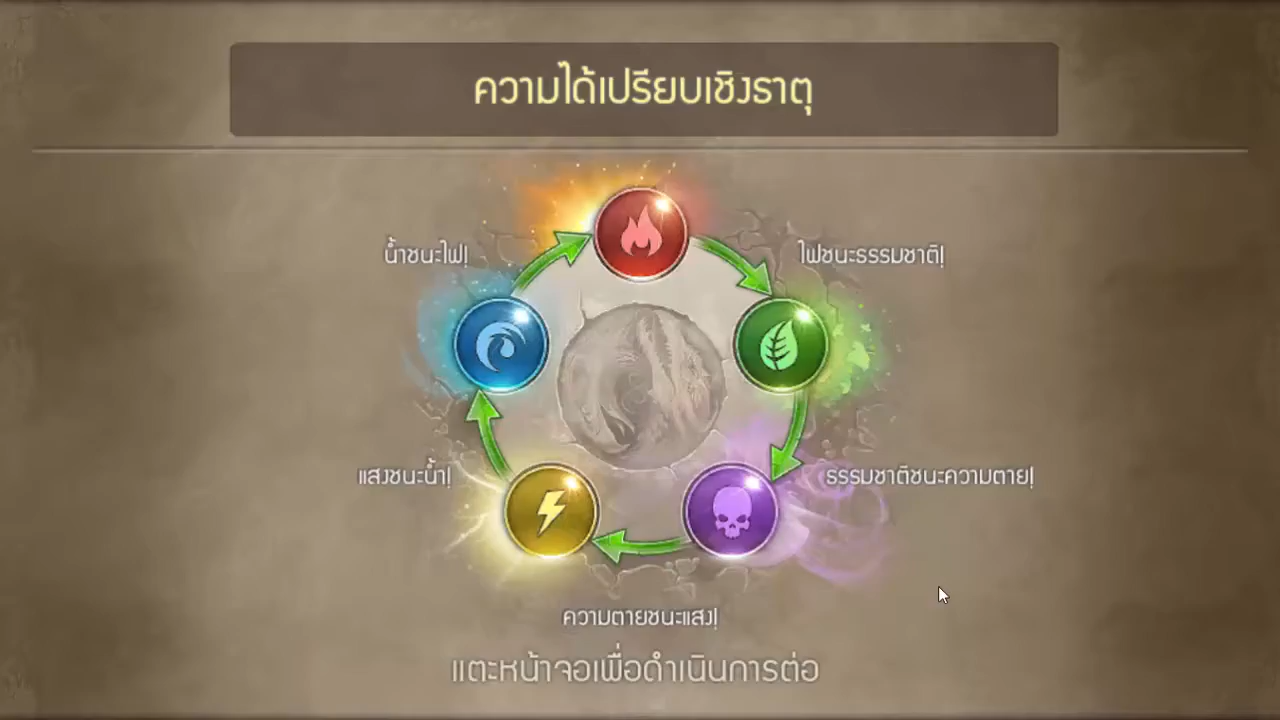 ความได้เปรียบเชิงธาตุ
น้ำชนะไฟ!
ไฟชนะธรรมชาติ!
แสงชนะน้ำ!
ธรรมชาติชนะความตาย!
ความตายชนะแสง!
แตะหน้าจอเพื่อดำเนินการต่อ